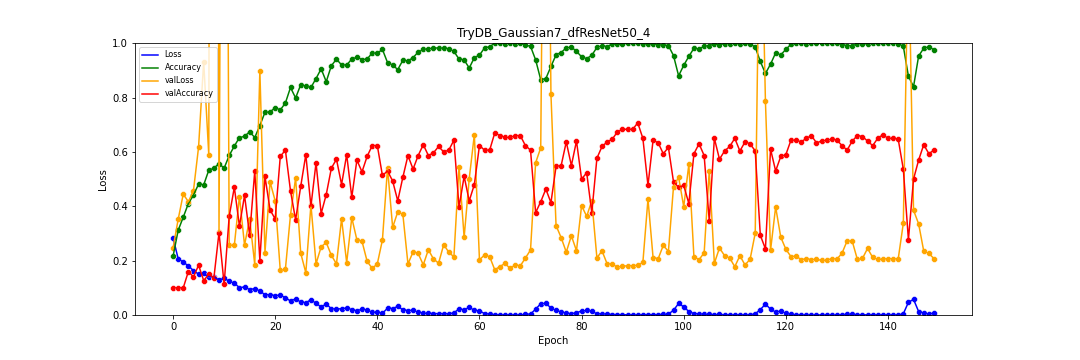 TryDB_Gaussian7_dfResNet50_4
Loss
Accuracy
valLoss
valAccuracy
1.0
0.8
0.6
0.4
0.2
0.0
Loss
0 20 40 60 80 100 120 140
Epoch